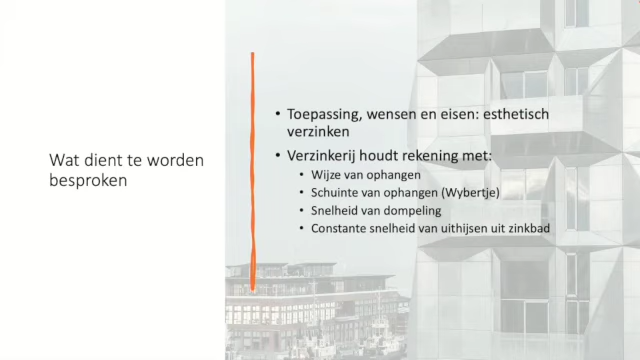 Wat dient te worden
besproken
• Toepassing, wensen en eisen: esthetisch
verzinken
• Verzinkerij houdt rekening met:
• Wijze van ophangen
• Schuinte van ophangen (Wybertje)
• Snelheid van dompeling
• Constante snelheid van uithijsen uit zinkbad